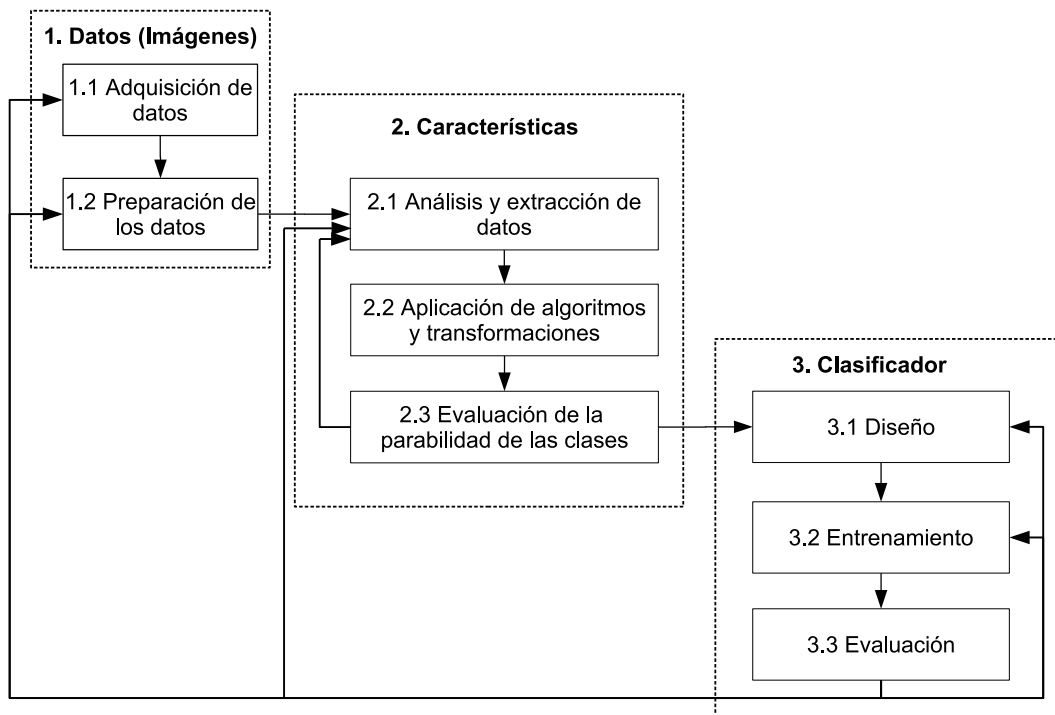 1. Datos (Imágenes)
1.1 Adquisición de
datos
1.2 Preparación de
los datos
2. Característísticas
2.1 Análisis y extracción de
datos
2.2 Aplicación de algoritmos
y transformaciones
2.3 Evaluación de la
parabilidad de las clases
3. Clasificador
3.1 Diseño
3.2 Entrenamiento
3.3 Evaluación